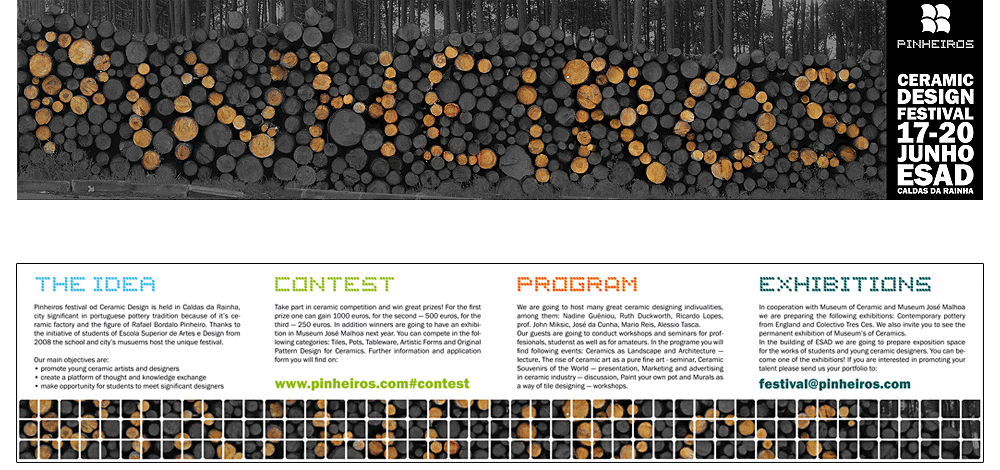 PINHEIROS
PINHEIROS
CERAMIC
DESIGN
FESTIVAL
17-20
JUNHO
ESAD
CALDAS DA RAINHA
THE IDEA
Pinheiros festival od Ceramic Design is held in Caldas da Rainha,
city significant in portuguese pottery tradition because of it's ce-
ramic factory and the figure of Rafael Bordalo Pinheiro. Thanks to
the initiative of students of Escola Superior de Artes e Design from
2008 the school and city's musuems host the unique festival.
Our main objectives are:
• promote young ceramic artists and designers
• create a platform of thought and knowledge exchange
• make opportunity for students to meet significant designers
CONTEST
Take part in ceramic competition and win great prizes! For the first
prize one can gain 1000 euros, for the second — 500 euros, for the
third — 250 euros. In addition winners are going to have an exhibi-
tion in Museum José Malhoa next year. You can compete in the fol-
lowing categories: Tiles, Pots, Tableware, Artistic Forms and Original
Pattern Design for Ceramics. Further information and application
form you will find on:
www.pinheiros.com#contest
PROGRAM
We are going to host many great ceramic designing indiviualities,
among them: Nadine Guéniou, Ruth Duckworth, Ricardo Lopes,
prof. John Miksic, José da Cunha, Mario Reis, Alessio Tasca.
Our guests are going to conduct workshops and seminars for prof-
esionals, studenst as well as for amateurs. In the programe you will
find following events: Ceramics as Landscape and Architecture —
lecture, The rise of ceramic art as a pure fine art - seminar, Ceramic
Souvenirs of the World — presentation, Marketing and advertising
in ceramic industry — discussion, Paint your own pot and Murals as
a way of tile designing — workshops.
EXHIBITIONS
In cooperation with Museum of Ceramic and Museum José Malhoa
we are preparing the following exibitions: Contemporary pottery
from England and Colectivo Tres Ces. We also invite you to see the
permanent exhibition of Museum's of Ceramics.
In the building of ESAD we are going to prepare exposition space
for the works of students and young ceramic designers. You can be-
come one of the exhibitions! If you are interested in promoting your
talent please send us your portfolio to:
festival@pinheiros.com